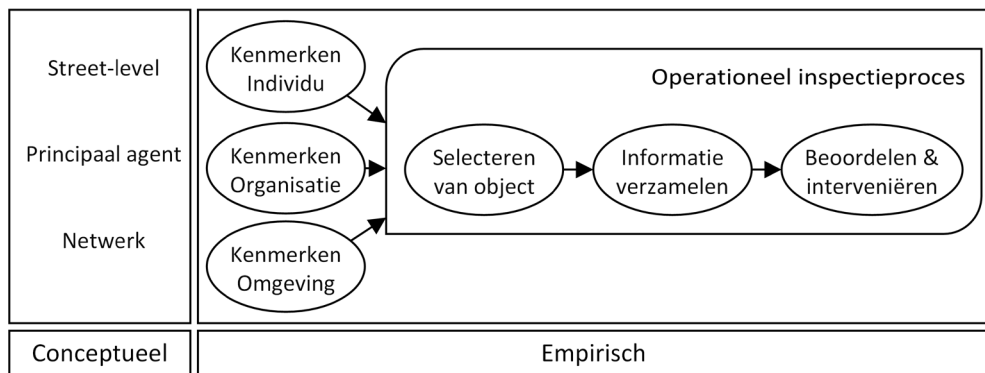 Street-level
Principaal agent
Netwerk
Kenmerken
Individu
Kenmerken
Organisatie
Kenmerken
Omgeving
Operationeel inspectieproces
Selecteren
van object
Informatie
verzamelen
Beoordelen &
interveniëren
Conceptueel
Empirisch